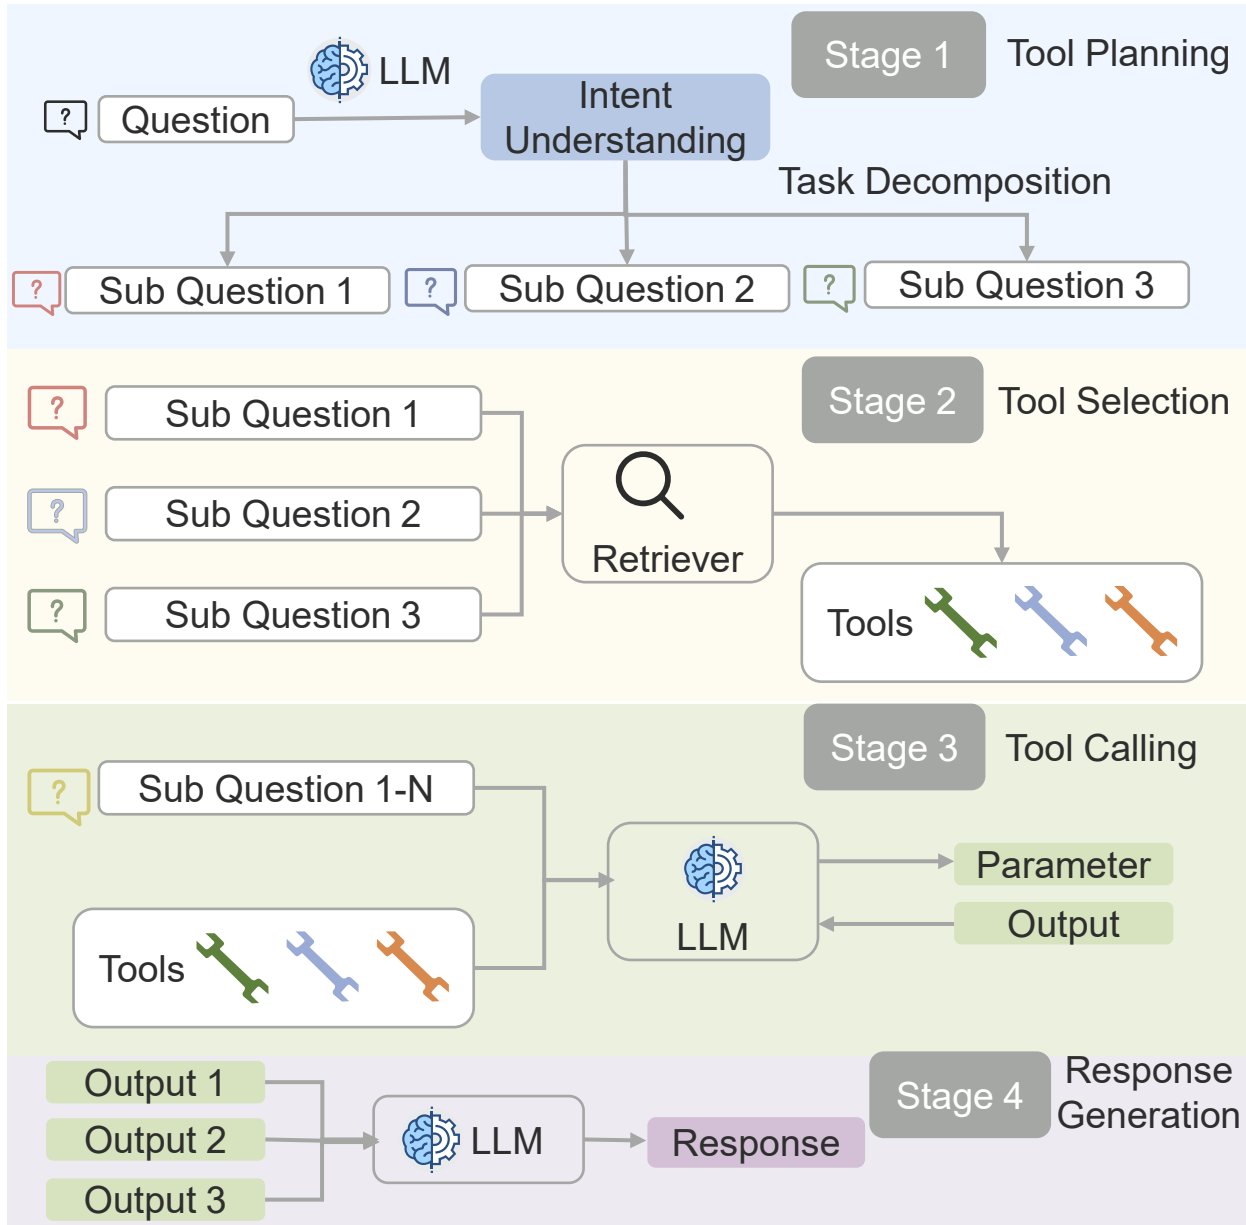 Stage 1
Tool Planning
LLM
?
Question
Intent
Understanding
Task Decomposition
?
Sub Question 1
?
Sub Question 2
?
Sub Question 3
Stage 2
Tool Selection
?
Sub Question 1
?
Sub Question 2
?
Sub Question 3
Retriever
Tools
Stage 3
Tool Calling
?
Sub Question 1-N
Tools
LLM
Parameter
Output
Stage 4
Response
Generation
Output 1
Output 2
Output 3
LLM
Response